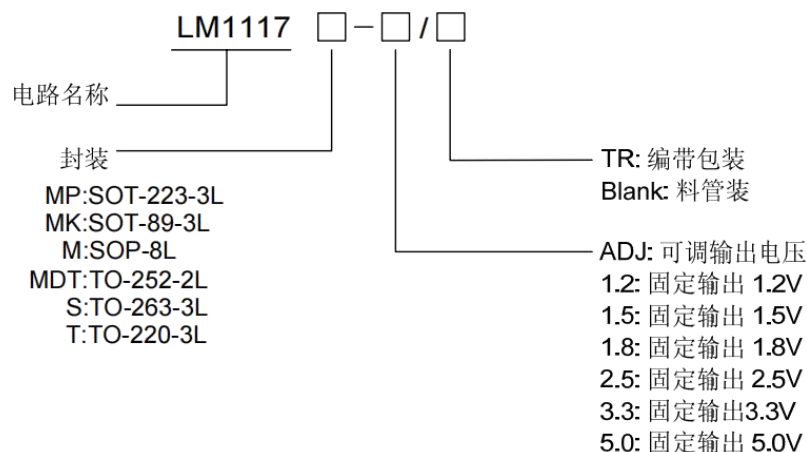 LM1117 □-□/□
电路名称
封装
MP:SOT-223-3L
MK:SOT-89-3L
M:SOP-8L
MDT:TO-252-2L
S:TO-263-3L
T:TO-220-3L
TR: 编带包装
Blank: 料管装
ADJ: 可调输出电压
1.2: 固定输出 1.2V
1.5: 固定输出 1.5V
1.8: 固定输出 1.8V
2.5: 固定输出 2.5V
3.3: 固定输出3.3V
5.0: 固定输出 5.0V